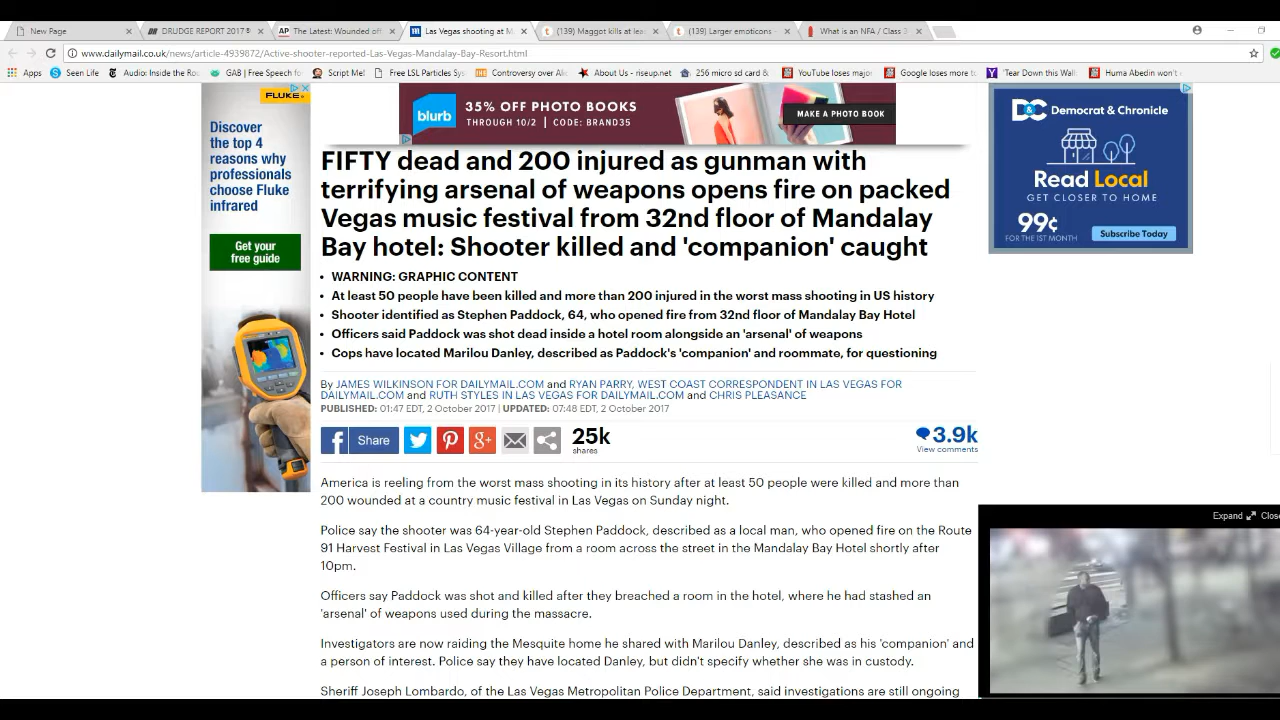 New Page
DRUDGE REPORT 2017®
AP The Latest: Wounded off
Las Vegas shooting at M
(139) Maggot kills at lea
(139) Larger emoticons -
What is an NFA / Class 3
www.dailymail.co.uk/news/article-4939872/Active-shooter-reported-Las-Vegas-Mandalay-Bay-Resort.html
Apps
Seen Life
Audio: Inside the Ro
GAB | Free Speech fo
Script Me!
Free LSL Particles Sys
Controversy over Ali
About Us - riseup.net
256 micro sd card &
YouTube loses major
Google loses more to
'Tear Down this Wall
Huma Abedin won't
FLUKE
Discover
the top 4
reasons why
professionals
choose Fluke
infrared
Get your
free guide
blurb
35% OFF PHOTO BOOKS
THROUGH 10/2 | CODE: BRAND35
MAKE A PHOTO BOOK
D&C Democrat & Chronicle
Read Local
GET CLOSER TO HOME
99¢
FOR THE 1ST MONTH
Subscribe Today
FIFTY dead and 200 injured as gunman with
terrifying arsenal of weapons opens fire on packed
Vegas music festival from 32nd floor of Mandalay
Bay hotel: Shooter killed and 'companion' caught
• WARNING: GRAPHIC CONTENT
• At least 50 people have been killed and more than 200 injured in the worst mass shooting in US history
• Shooter identified as Stephen Paddock, 64, who opened fire from 32nd floor of Mandalay Bay Hotel
• Officers said Paddock was shot dead inside a hotel room alongside an 'arsenal' of weapons
• Cops have located Marilou Danley, described as Paddock's 'companion' and roommate, for questioning
By JAMES WILKINSON FOR DAILYMAIL.COM and RYAN PARRY, WEST COAST CORRESPONDENT IN LAS VEGAS FOR
DAILYMAIL.COM and RUTH STYLES IN LAS VEGAS FOR DAILYMAIL.COM and CHRIS PLEASANCE
PUBLISHED: 01:47 EDT, 2 October 2017 | UPDATED: 07:48 EDT, 2 October 2017
Share
25k
shares
3.9k
View comments
America is reeling from the worst mass shooting in its history after at least 50 people were killed and more than
200 wounded at a country music festival in Las Vegas on Sunday night.
Police say the shooter was 64-year-old Stephen Paddock, described as a local man, who opened fire on the Route
91 Harvest Festival in Las Vegas Village from a room across the street in the Mandalay Bay Hotel shortly after
10pm.
Officers say Paddock was shot and killed after they breached a room in the hotel, where he had stashed an
'arsenal' of weapons used during the massacre.
Investigators are now raiding the Mesquite home he shared with Marilou Danley, described as his 'companion' and
a person of interest. Police say they have located Danley, but didn't specify whether she was in custody.
Sheriff Joseph Lombardo, of the Las Vegas Metropolitan Police Department, said investigations are still ongoing
Expand
Close